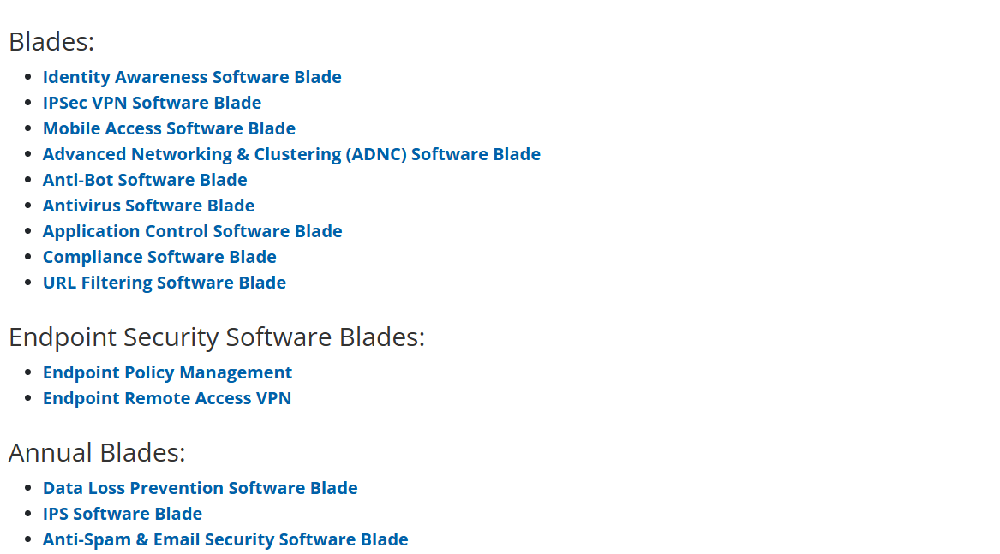 Blades:
Identity Awareness Software Blade
IPSec VPN Software Blade
Mobile Access Software Blade
Advanced Networking & Clustering (ADNC) Software Blade
Anti-Bot Software Blade
Antivirus Software Blade
Application Control Software Blade
Compliance Software Blade
URL Filtering Software Blade
Endpoint Security Software Blades:
Endpoint Policy Management
Endpoint Remote Access VPN
Annual Blades:
Data Loss Prevention Software Blade
IPS Software Blade
Anti-Spam & Email Security Software Blade